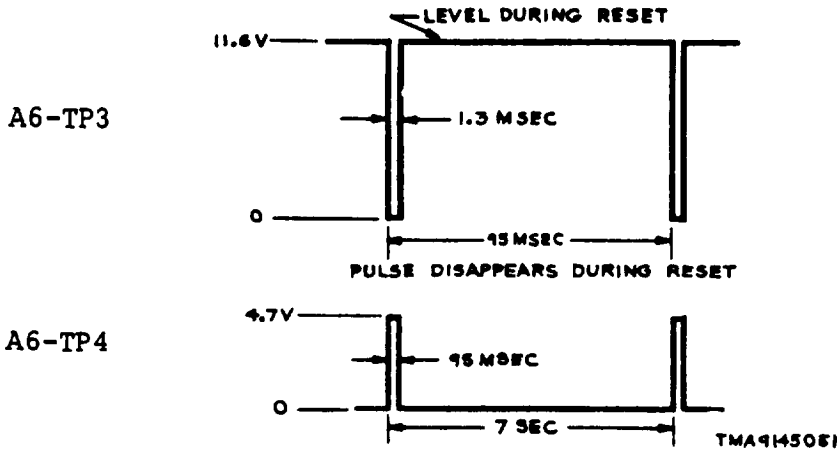 LEVEL DURING RESET
11.6V
A6-TP3
1.3 MSEC
0
95 MSEC
PULSE DISAPPEARS DURING RESET
4.7V
A6-TP4
95 MSEC
0
7 SEC
TMA9145081